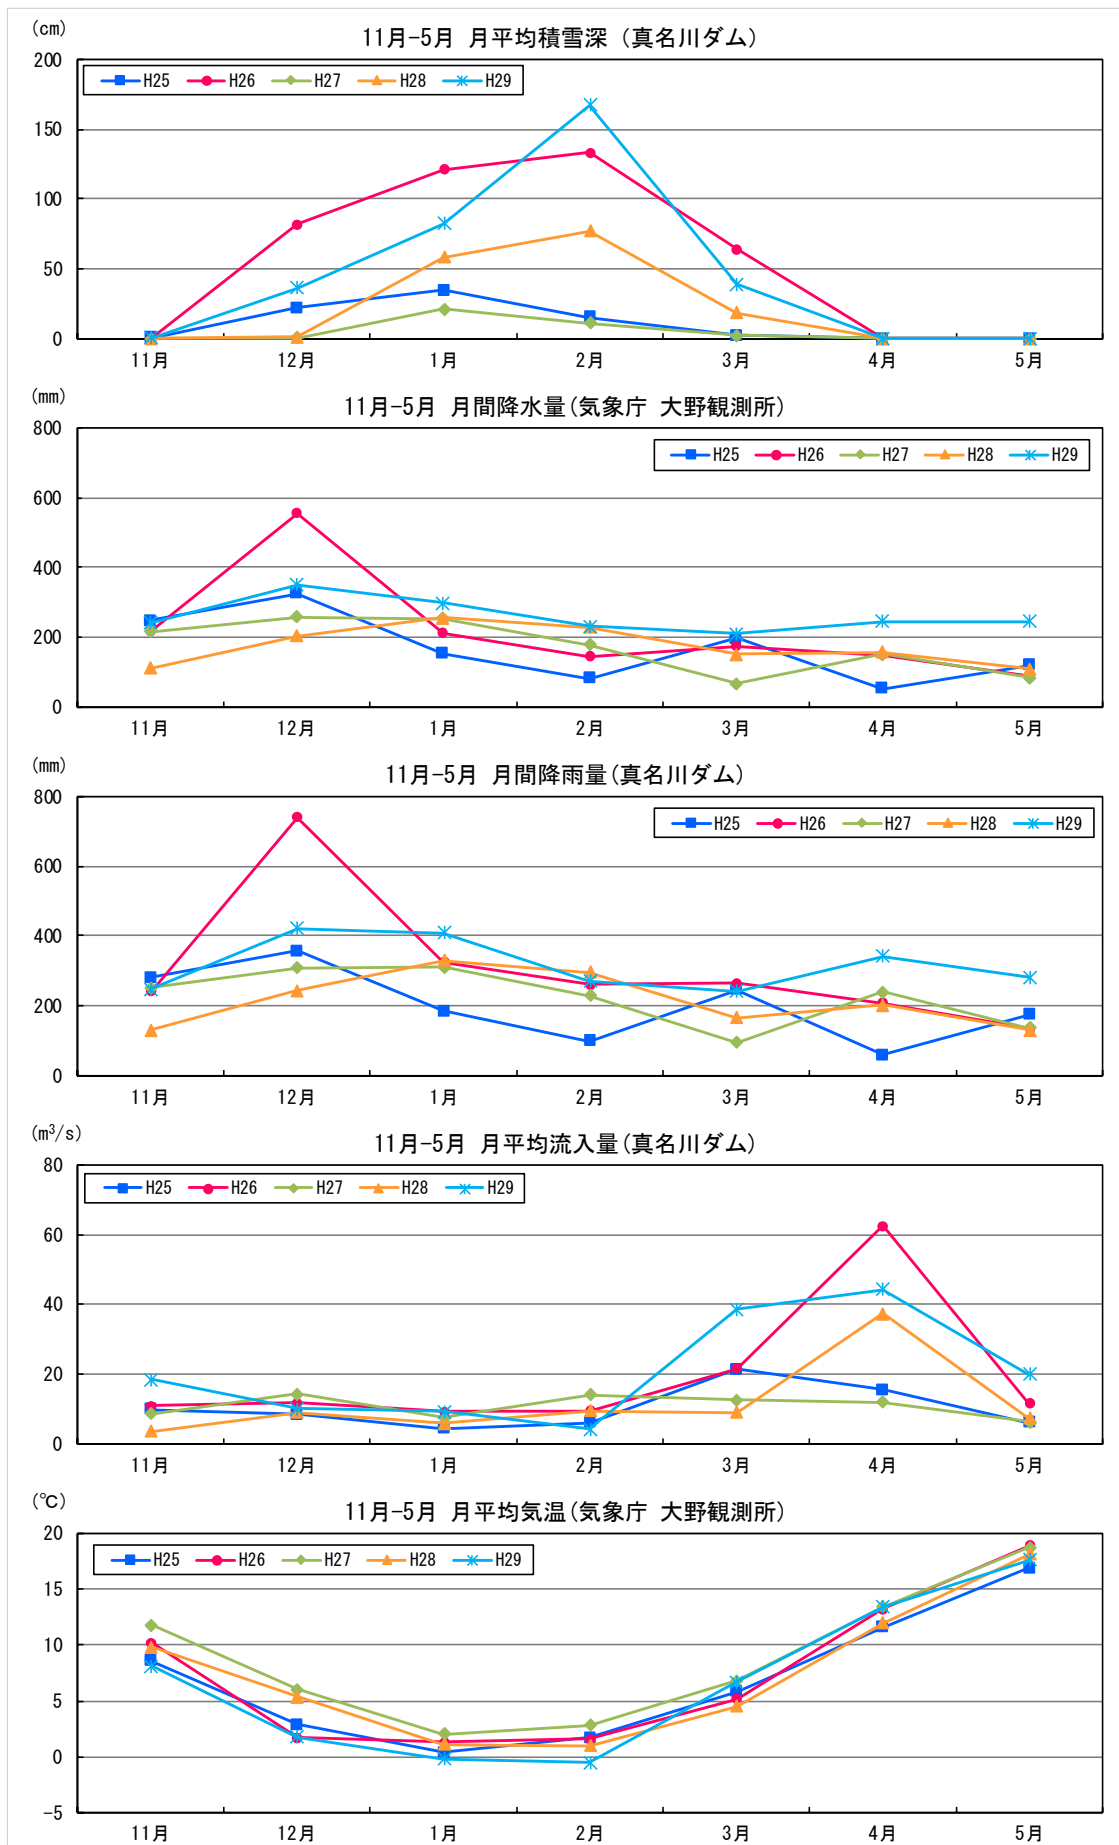 (cm)
11月-5月 月平均積雪深 (真名川ダム)
200
H25 H26 H27 H28 H29
150
100
50
0
11月 12月 1月 2月 3月 4月 5月
(mm)
11月-5月 月間降水量(気象庁 大野観測所)
800
H25 H26 H27 H28 H29
600
400
200
0
11月 12月 1月 2月 3月 4月 5月
(mm)
11月-5月 月間降雨量(真名川ダム)
800
H25 H26 H27 H28 H29
600
400
200
0
11月 12月 1月 2月 3月 4月 5月
(m³/s)
11月-5月 月平均流入量(真名川ダム)
80
H25 H26 H27 H28 H29
60
40
20
0
11月 12月 1月 2月 3月 4月 5月
(℃)
11月-5月 月平均気温(気象庁 大野観測所)
20
H25 H26 H27 H28 H29
15
10
5
0
-5
11月 12月 1月 2月 3月 4月 5月